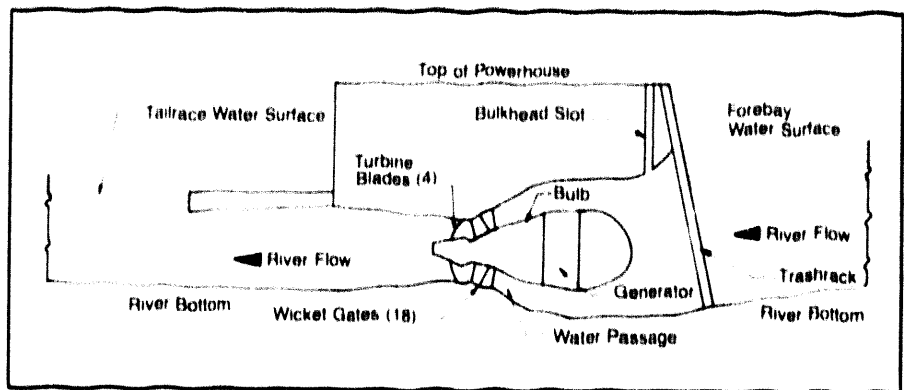 Top of Powerhouse
Tailrace Water Surface
Bulkhead Slot
Forebay
Water Surface
Turbine
Blades (4)
Bulb
River Flow
River Flow
Trashrack
Generator
River Bottom
Wicket Gates (18)
River Bottom
Water Passage